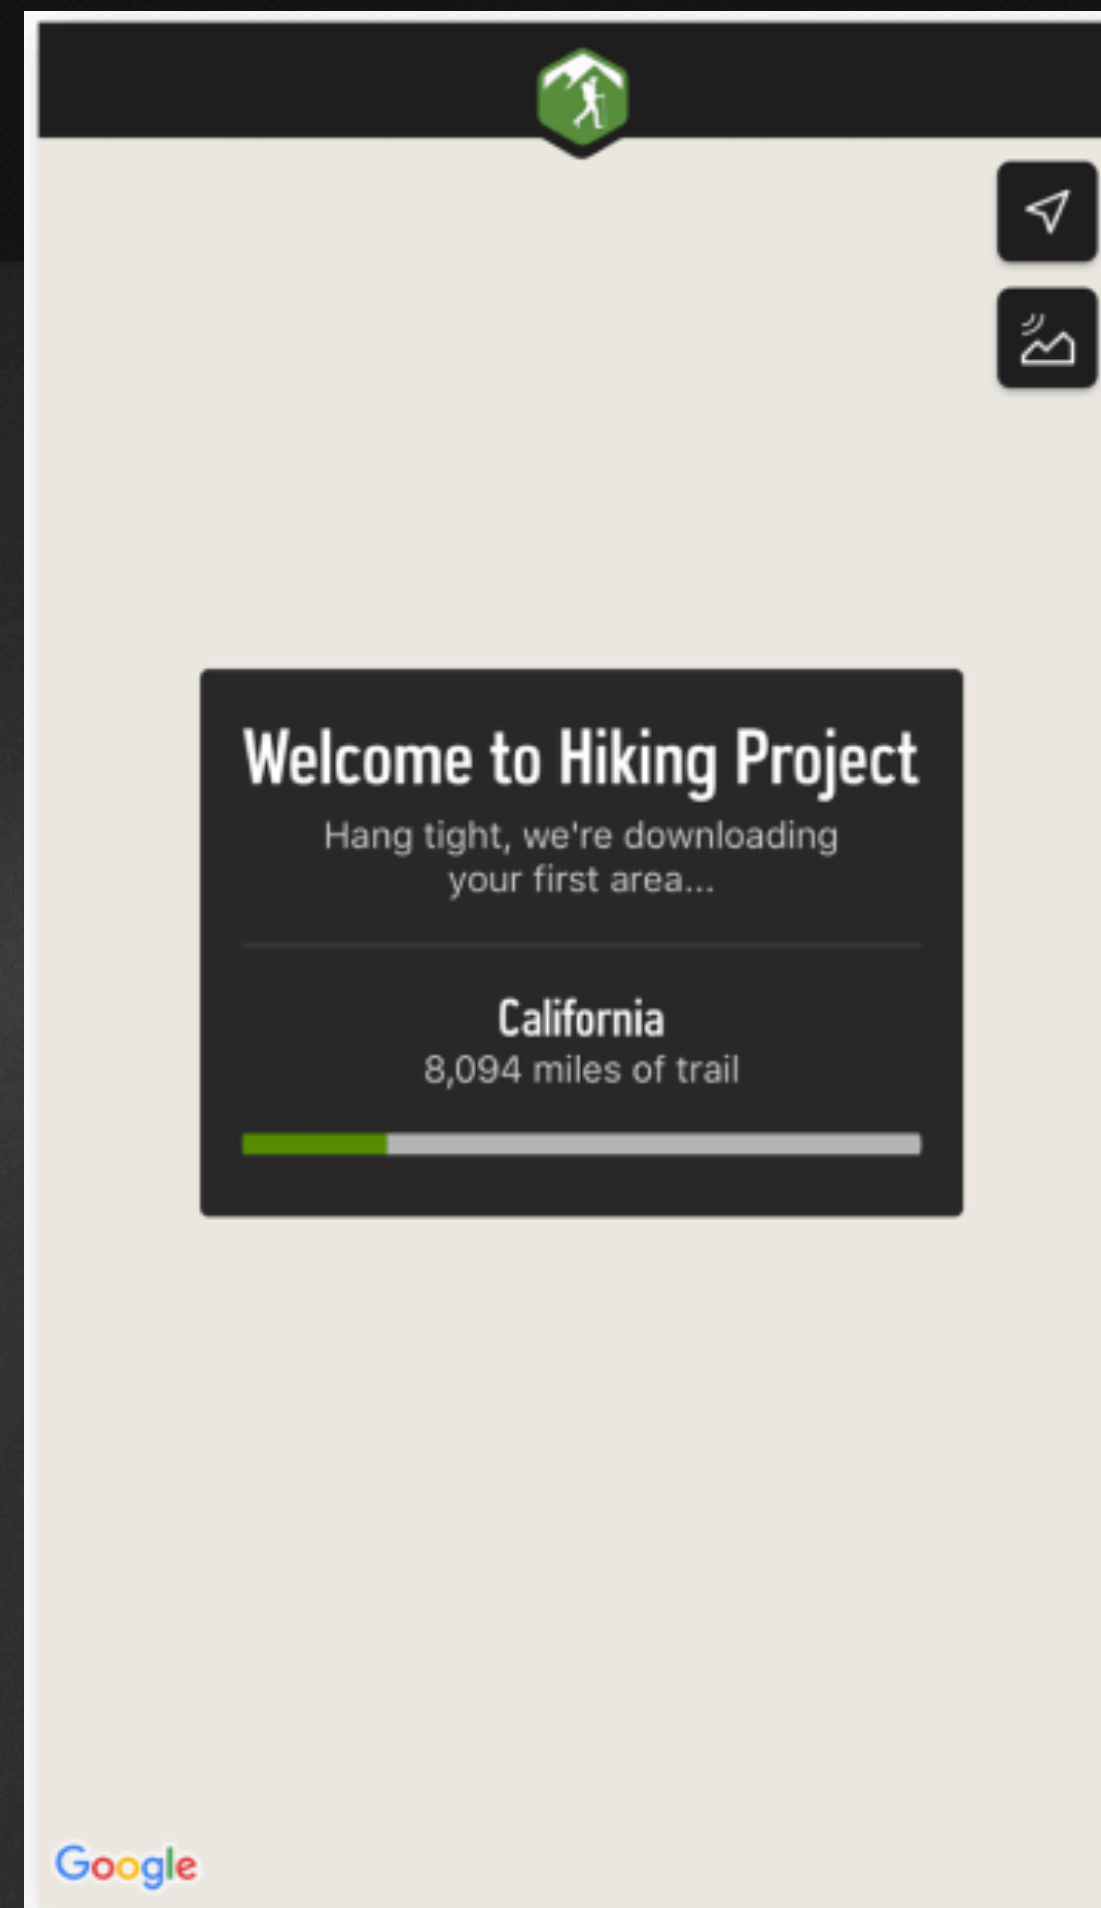 Welcome to Hiking Project
Hang tight, we're downloading
your first area...
California
8,094 miles of trail
Google